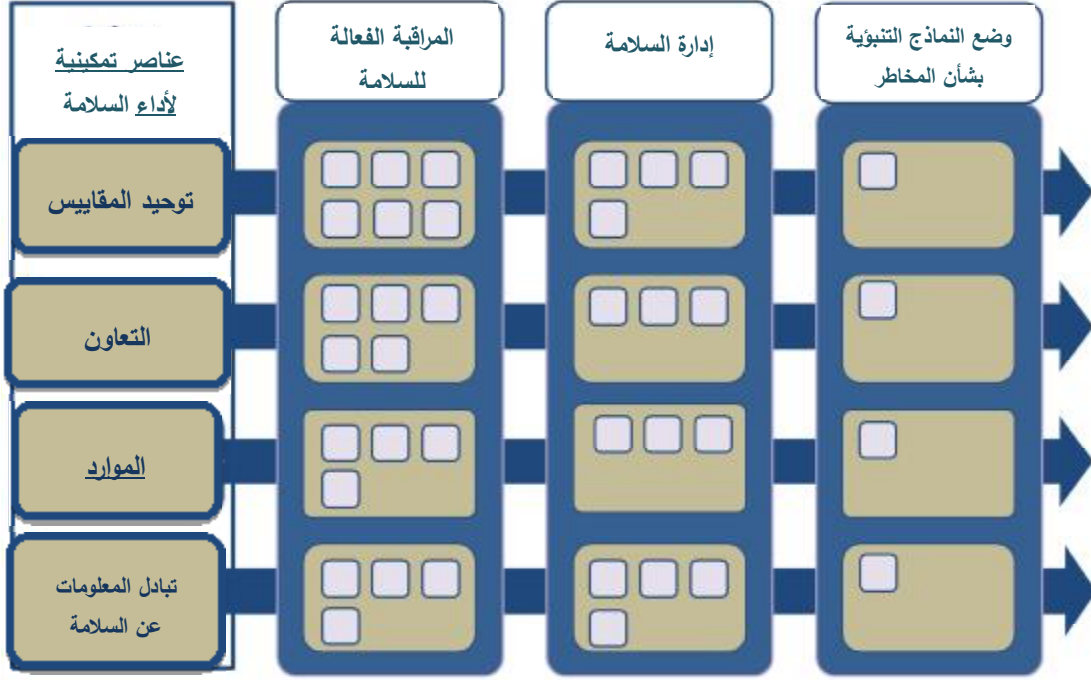 عناصر تمكينية
لأداء السلامة
المراقبة الفعالة
للسلامة
إدارة السلامة
وضع النماذج التنبؤية
بشأن المخاطر
توحيد المقاييس
التعاون
الموارد
تبادل المعلومات
عن السلامة